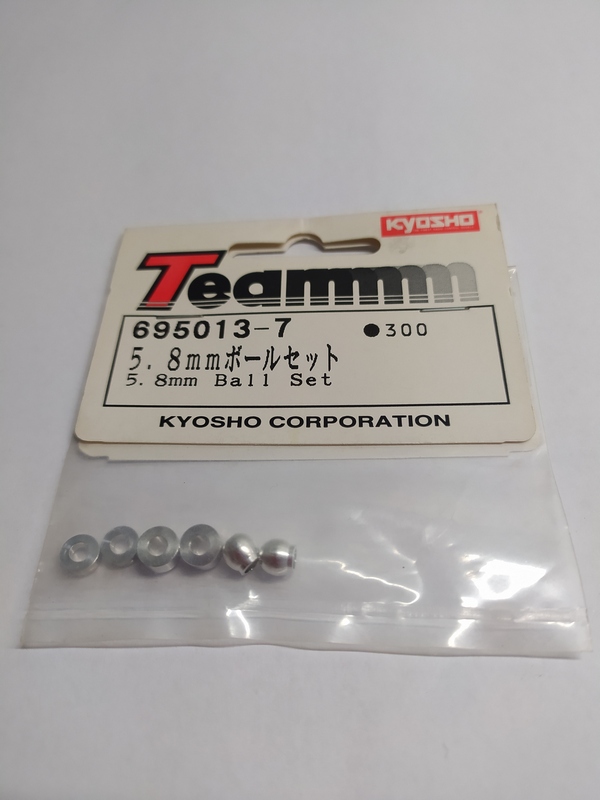 KYOSHO
Teammmm
695013-7 ●300
5.8mmボールセット
5.8mm Ball Set
KYOSHO CORPORATION